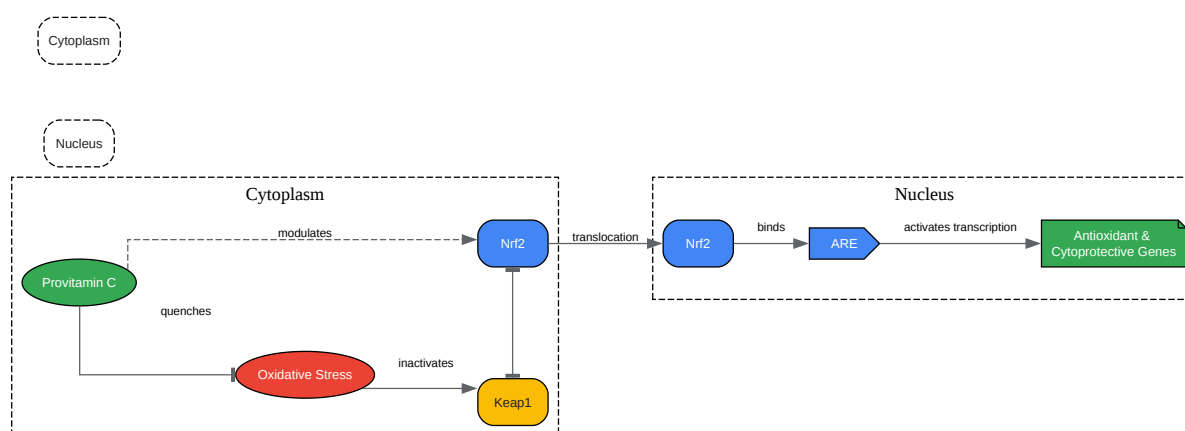 Cytoplasm
Nucleus
Cytoplasm
Nucleus
modulates
Nrf2
translocation
Nrf2
binds
ARE
activates transcription
Antioxidant &
Cytoprotective Genes
Provitamin C
quenches
Oxidative Stress
inactivates
Keap1